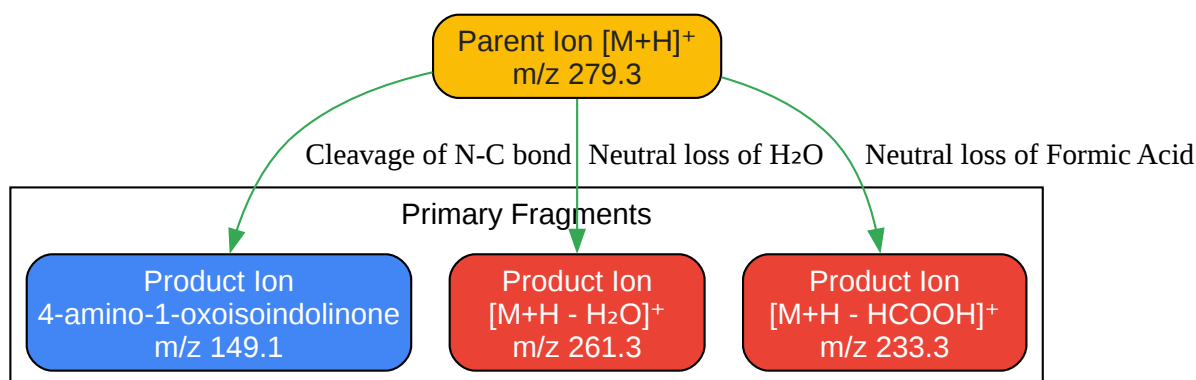 Parent Ion [M+H]⁺
m/z 279.3
Cleavage of N-C bond
Neutral loss of H₂O
Neutral loss of Formic Acid
Primary Fragments
Product Ion
4-amino-1-oxoisoindolinone
m/z 149.1
Product Ion
[M+H - H₂O]⁺
m/z 261.3
Product Ion
[M+H - HCOOH]⁺
m/z 233.3